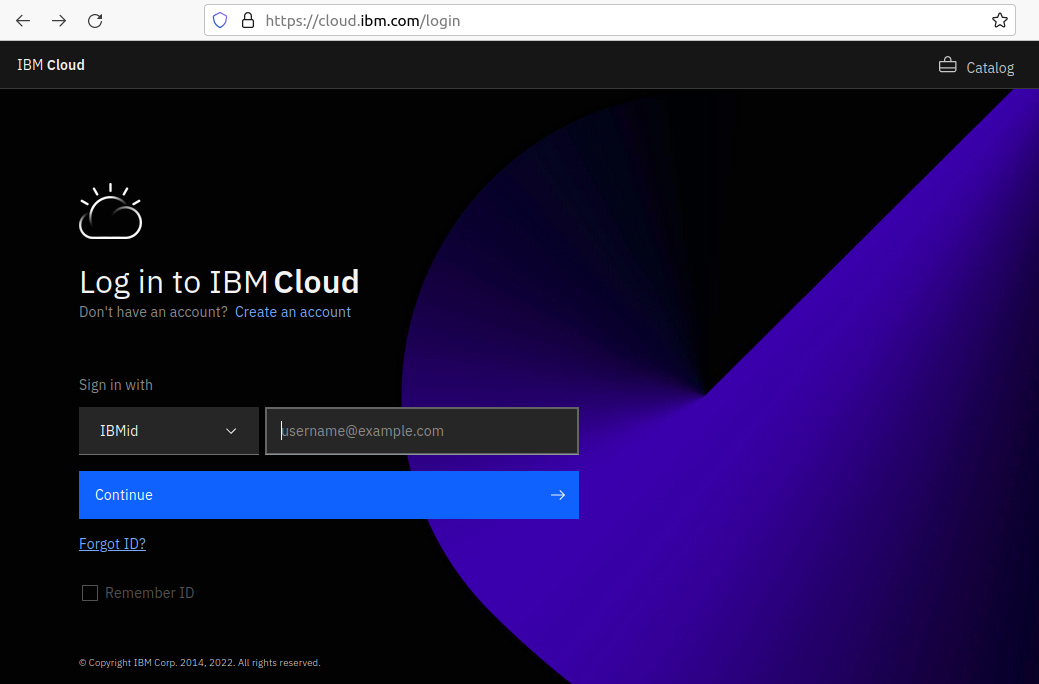 https://cloud.ibm.com/login
IBM Cloud
Catalog
Log in to IBM Cloud
Don't have an account? Create an account
Sign in with
IBMid
username@example.com
Continue
Forgot ID?
Remember ID
© Copyright IBM Corp. 2014, 2022. All rights reserved.